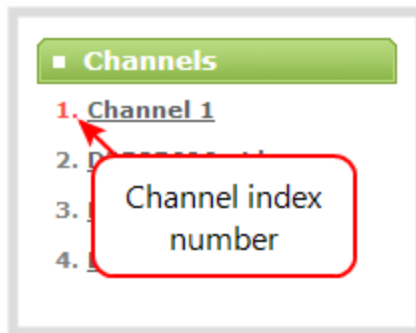 Channels
1. Channel 1
2.
3.
4.
Channel index
number